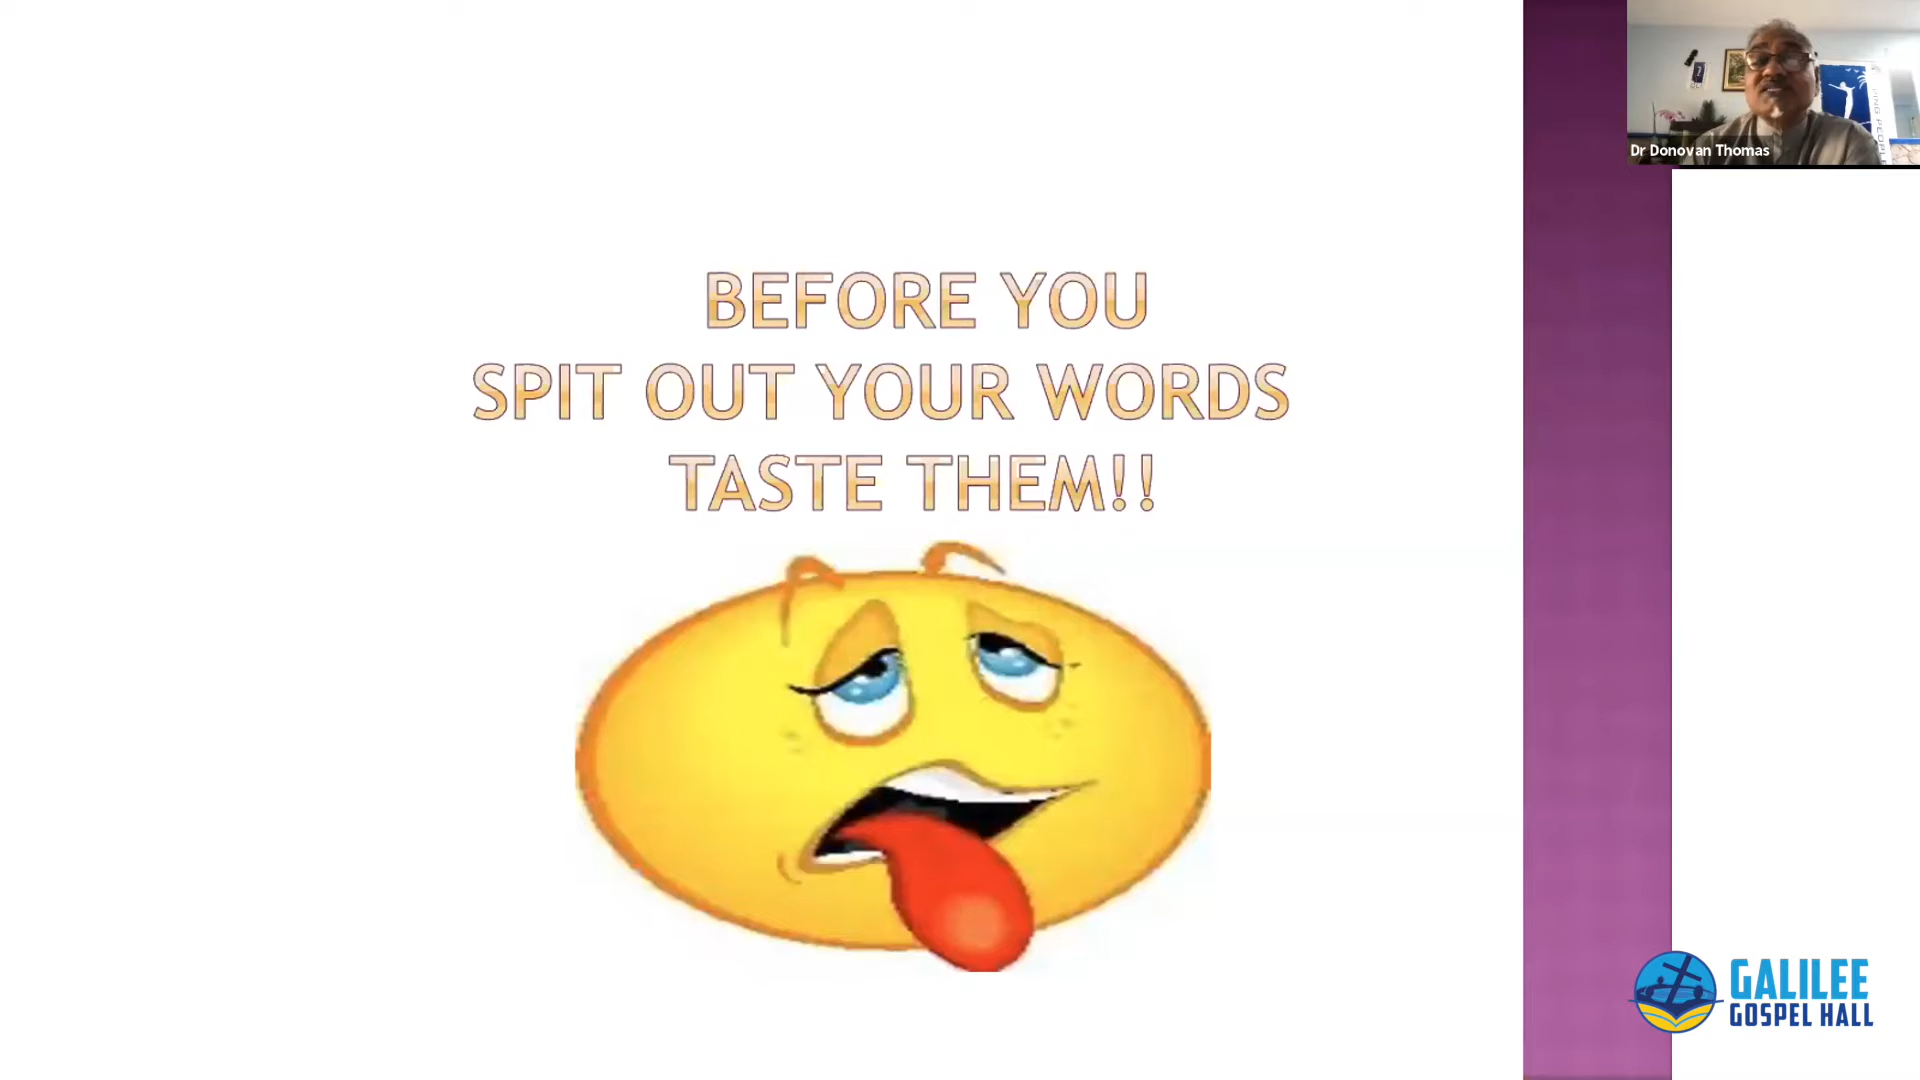 BEFORE YOU
SPIT OUT YOUR WORDS
TASTE THEM!!
Dr Donovan Thomas
GALILEE
GOSPEL HALL